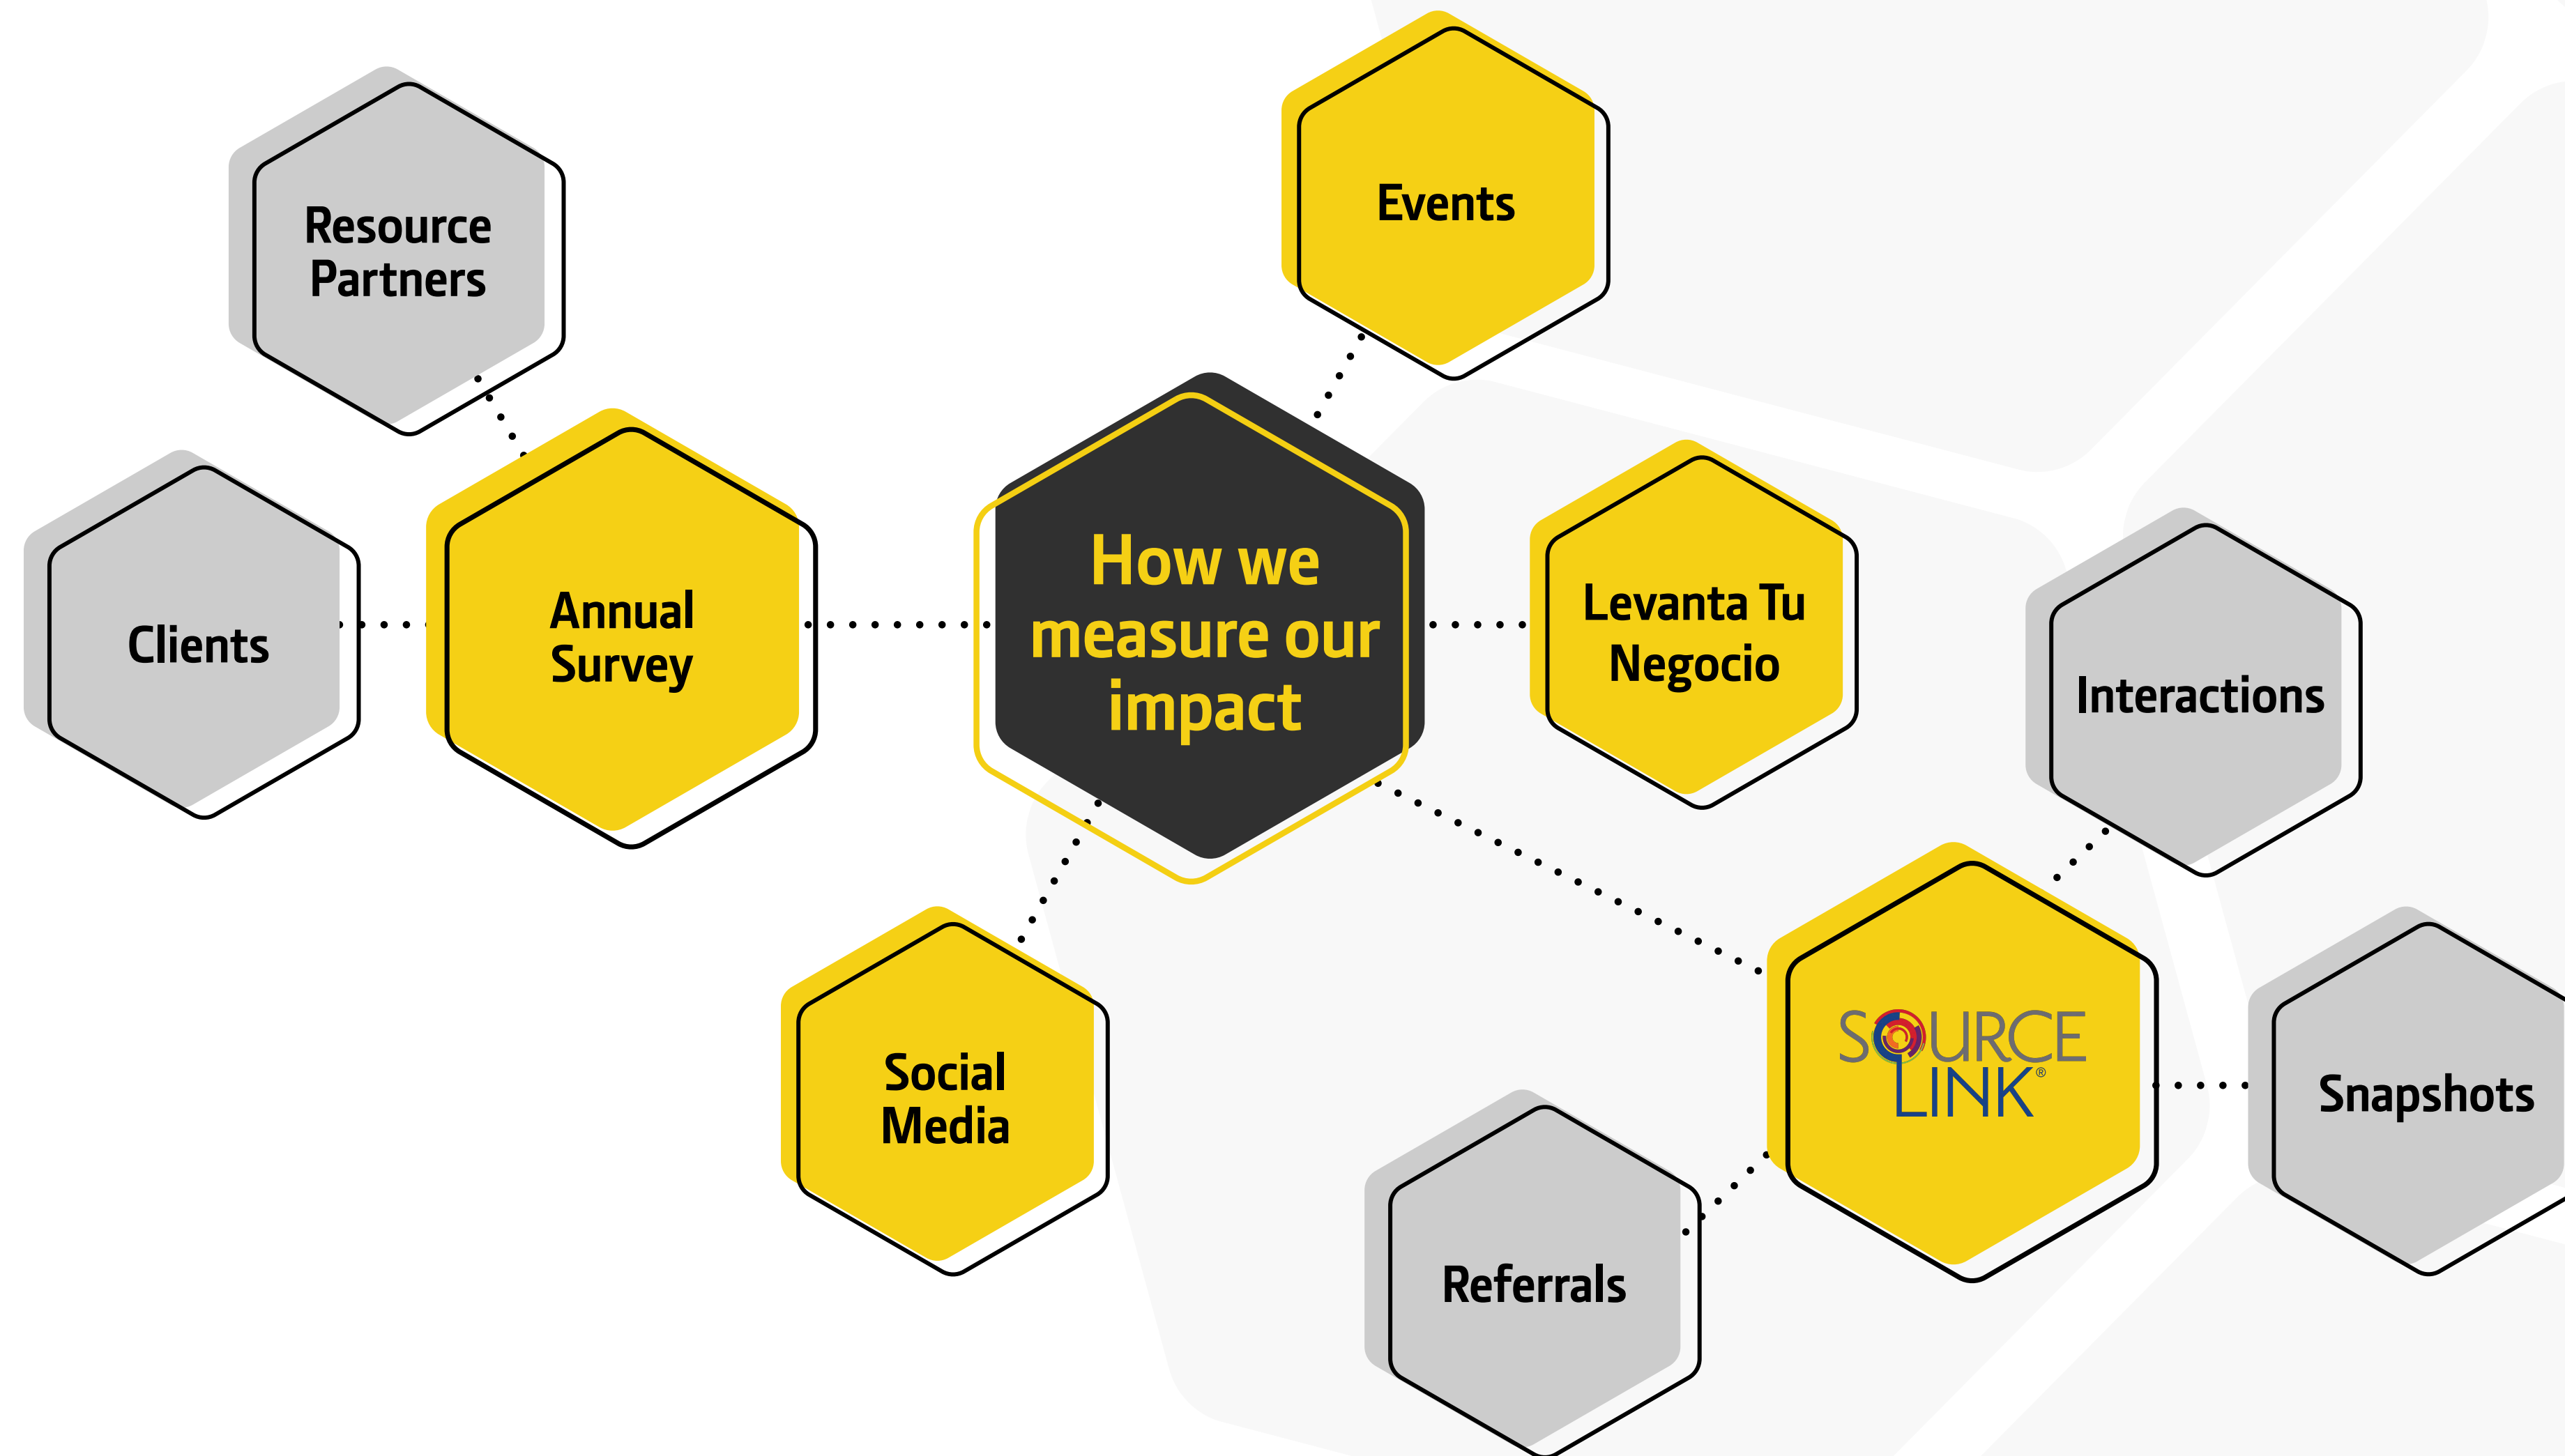 Events
Resource
Partners
How we
measure our
impact
Levanta Tu
Negocio
Annual
Survey
Clients
Interactions
SOURCE
LINK®
Social
Media
Snapshots
Referrals